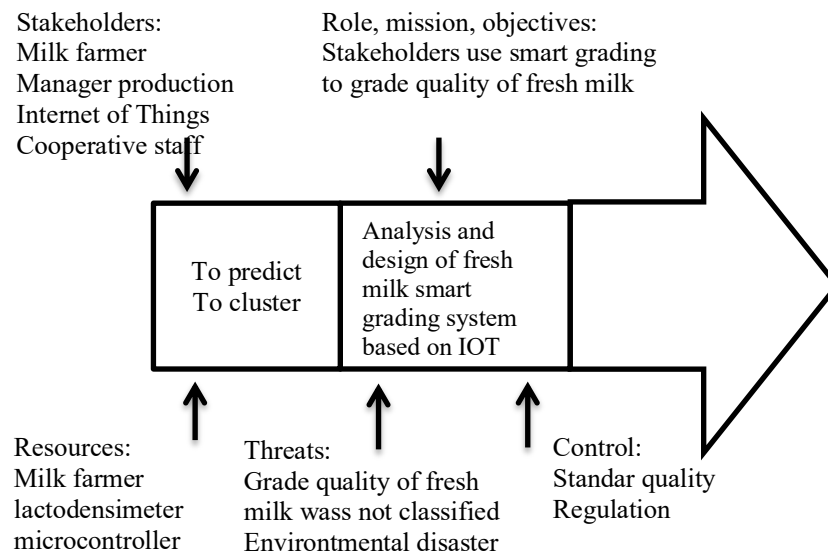 Stakeholders:
Milk farmer
Manager production
Internet of Things
Cooperative staff
Role, mission, objectives:
Stakeholders use smart grading
to grade quality of fresh milk
To predict
To cluster
Analysis and
design of fresh
milk smart
grading system
based on IOT
Resources:
Milk farmer
lactodensimeter
microcontroller
Threats:
Grade quality of fresh
milk wass not classified
Environtmental disaster
Control:
Standar quality
Regulation